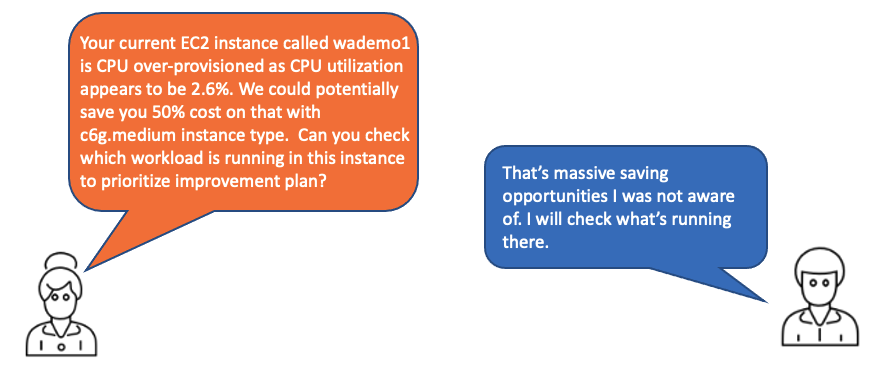 Your current EC2 instance called wademo1
is CPU over-provisioned as CPU utilization
appears to be 2.6%. We could potentially
save you 50% cost on that with
c6g.medium instance type.  Can you check
which workload is running in this instance
to prioritize improvement plan?
That’s massive saving
opportunities I was not aware
of. I will check what’s running
there.